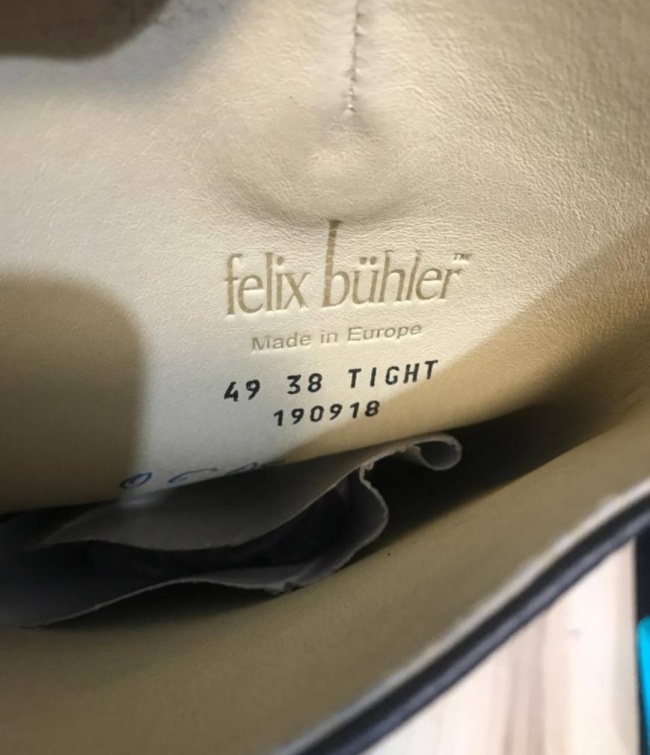 felix bühler™
Made in Europe
49 38 TIGHT
190918